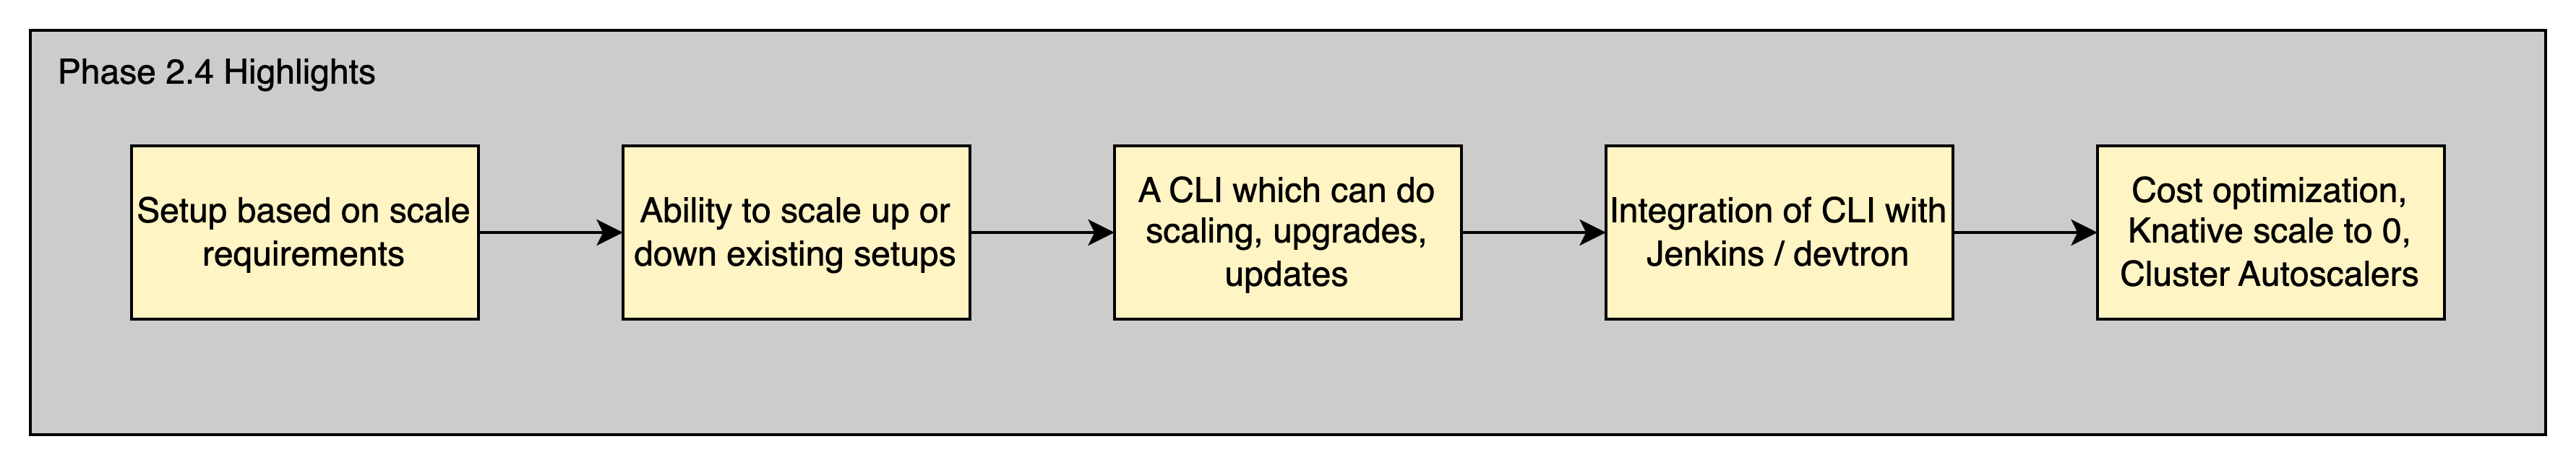 Phase 2.4 Highlights
Setup based on scale
requirements
Ability to scale up or
down existing setups
A CLI which can do
scaling, upgrades,
updates
Integration of CLI with
Jenkins / devtron
Cost optimization,
Knative scale to 0,
Cluster Autoscalers